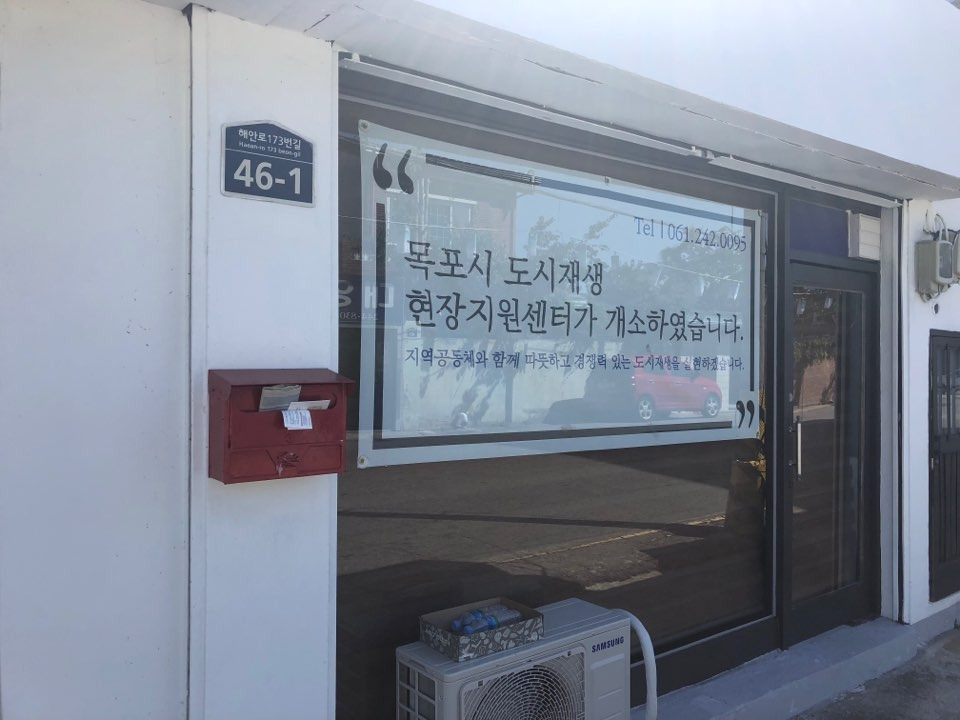 해안로173번길
Haean-ro 173 beon-gil
46-1
Tel | 061.242.0095
목포시 도시재생
현장지원센터가 개소하였습니다.
지역공동체와 함께 따뜻하고 경쟁력 있는 도시재생을 실현하겠습니다.
SAMSUNG